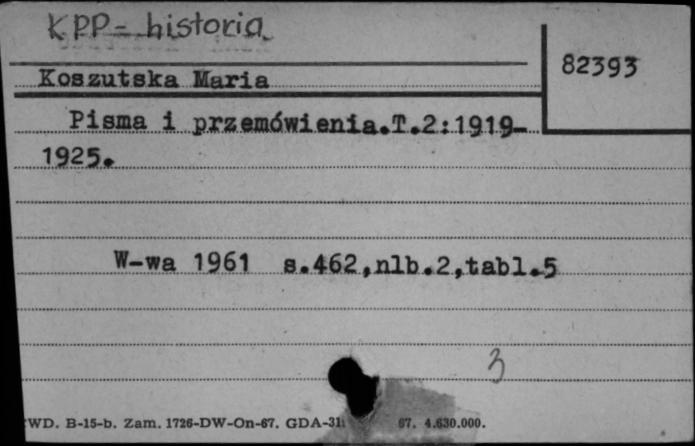 KPP - historia
82393
Koszutska Maria
Pisma i przemówienia.T.2:1919-
1925.
W-wa 1961 s.462,nlb.2,tabl.5
3
WD. B-15-b. Zam. 1726-DW-On-67. GDA-31 67. 4.630.000.